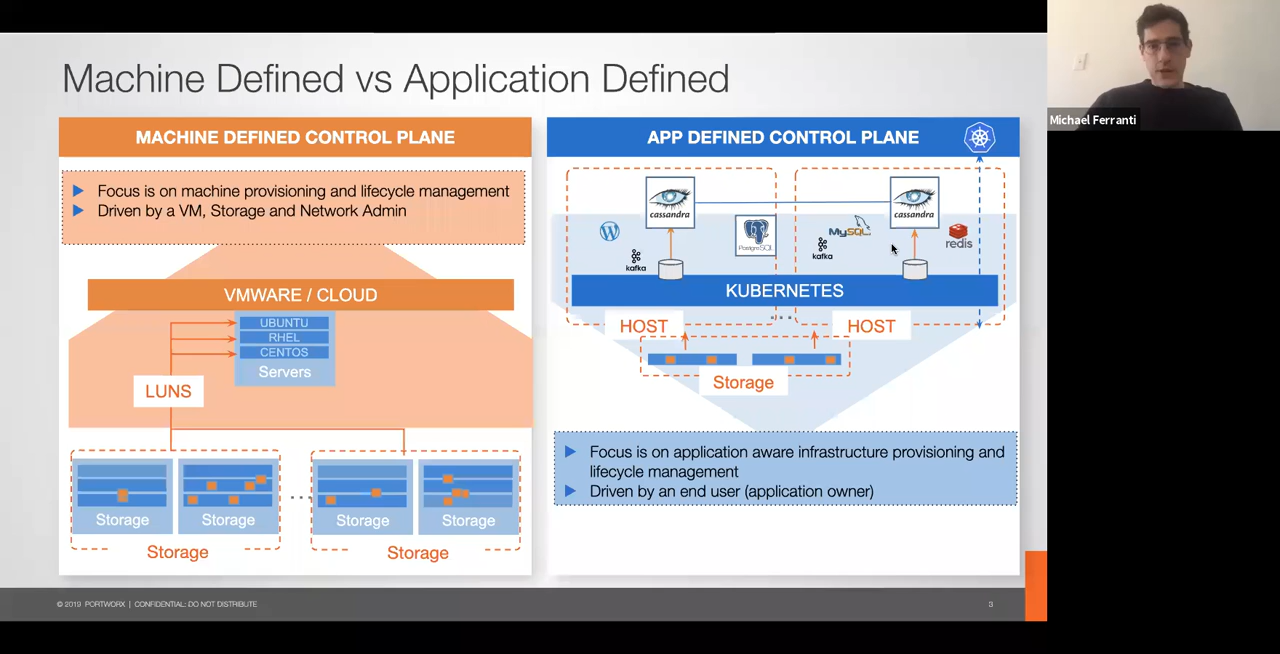 Machine Defined vs Application Defined
MACHINE DEFINED CONTROL PLANE
Focus is on machine provisioning and lifecycle management
Driven by a VM, Storage and Network Admin
VMWARE / CLOUD
UBUNTU
RHEL
CENTOS
Servers
LUNS
Storage
Storage
Storage
Storage
Storage
Storage
APP DEFINED CONTROL PLANE
cassandra
cassandra
PostgreSQL
MySQL
kafka
kafka
redis
KUBERNETES
HOST
HOST
Storage
Focus is on application aware infrastructure provisioning and
lifecycle management
Driven by an end user (application owner)
© 2019 PORTWORX | CONFIDENTIAL: DO NOT DISTRIBUTE
3
Michael Ferranti